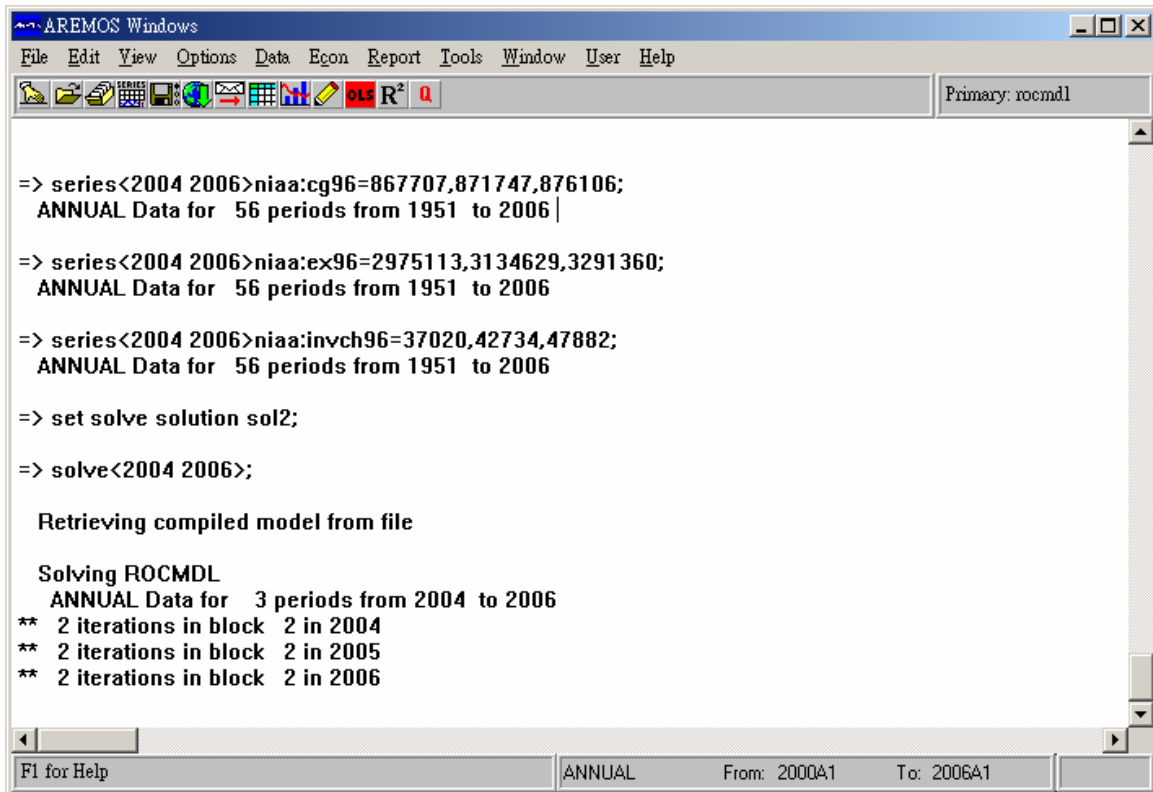 AREMOS Windows
File Edit View Options Data Econ Report Tools Window User Help
SERIES OLS R² Q Primary: rocmdl
=> series<2004 2006>niaa:cg96=867707,871747,876106;
ANNUAL Data for 56 periods from 1951 to 2006
=> series<2004 2006>niaa:ex96=2975113,3134629,3291360;
ANNUAL Data for 56 periods from 1951 to 2006
=> series<2004 2006>niaa:invch96=37020,42734,47882;
ANNUAL Data for 56 periods from 1951 to 2006
=> set solve solution sol2;
=> solve<2004 2006>;
Retrieving compiled model from file
Solving ROCMDL
ANNUAL Data for 3 periods from 2004 to 2006
** 2 iterations in block 2 in 2004
** 2 iterations in block 2 in 2005
** 2 iterations in block 2 in 2006
F1 for Help ANNUAL From: 2000A1 To: 2006A1